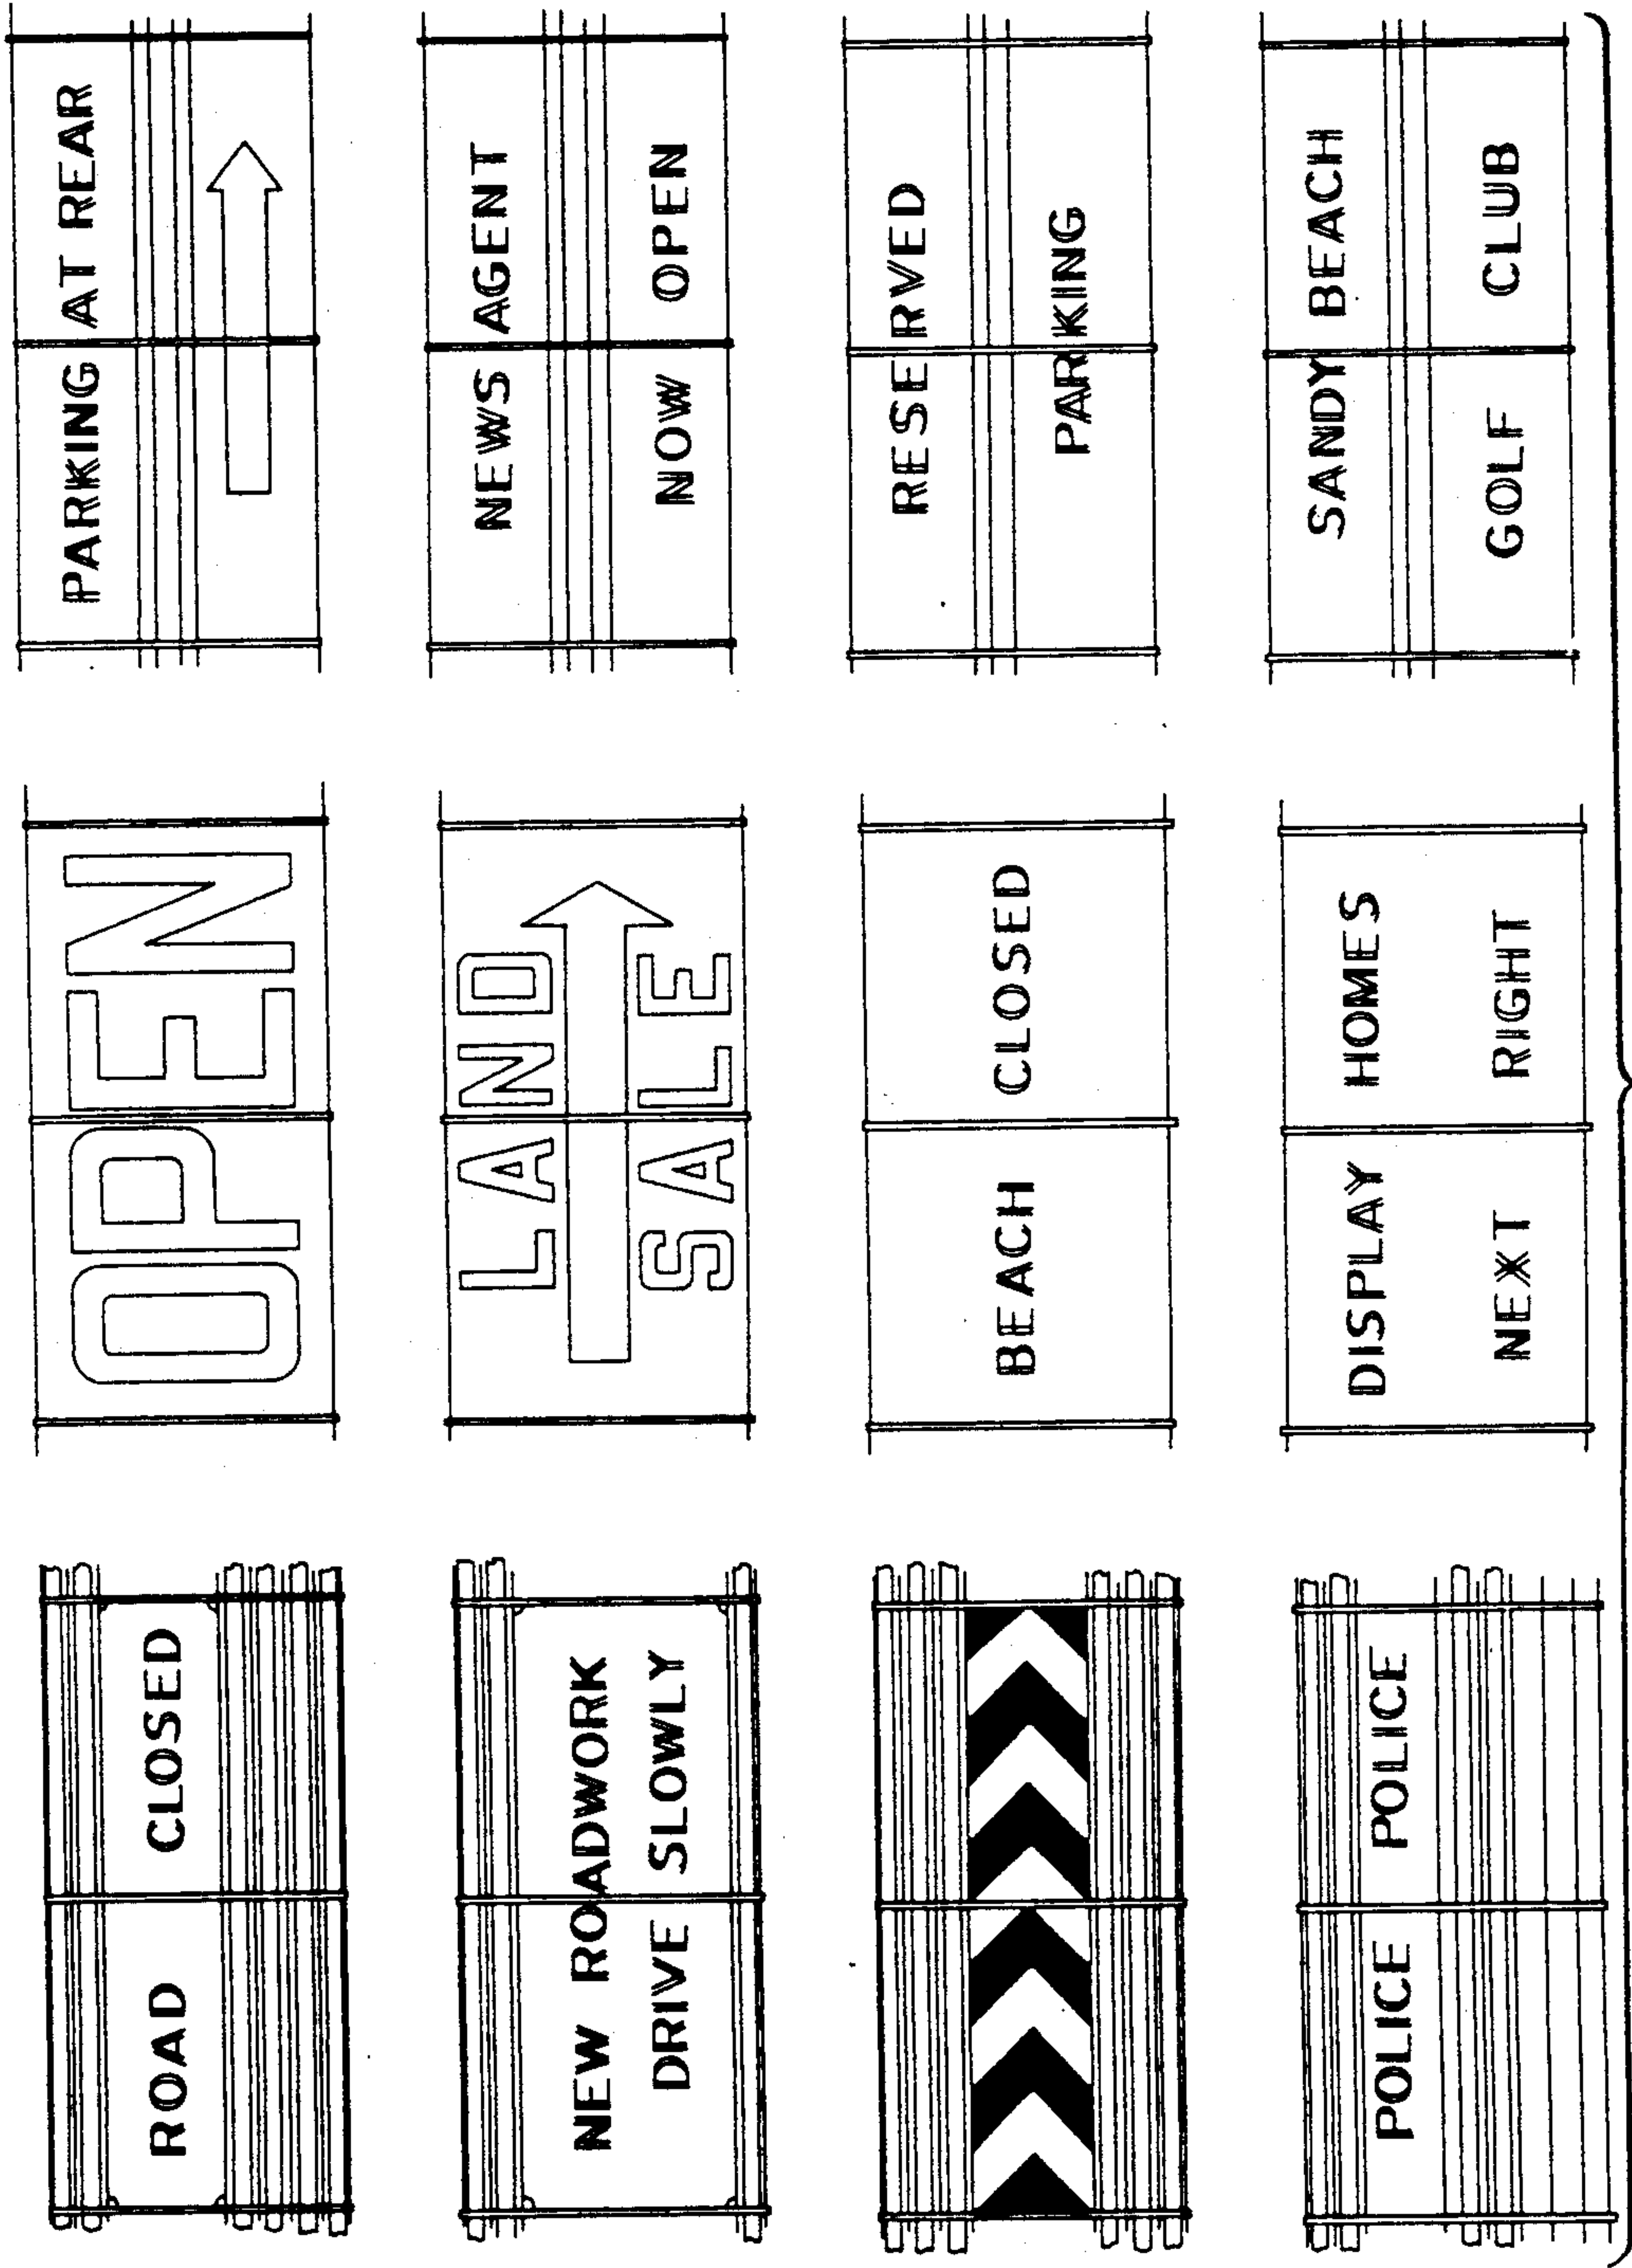 ROAD CLOSED
OPEN
PARKING AT REAR
NEW ROADWORK
DRIVE SLOWLY
LAND
SALE
NEWS AGENT
NOW OPEN
BEACH CLOSED
RESERVED
PARKING
POLICE POLICE
DISPLAY HOMES
NEXT RIGHT
SANDY BEACH
GOLF CLUB